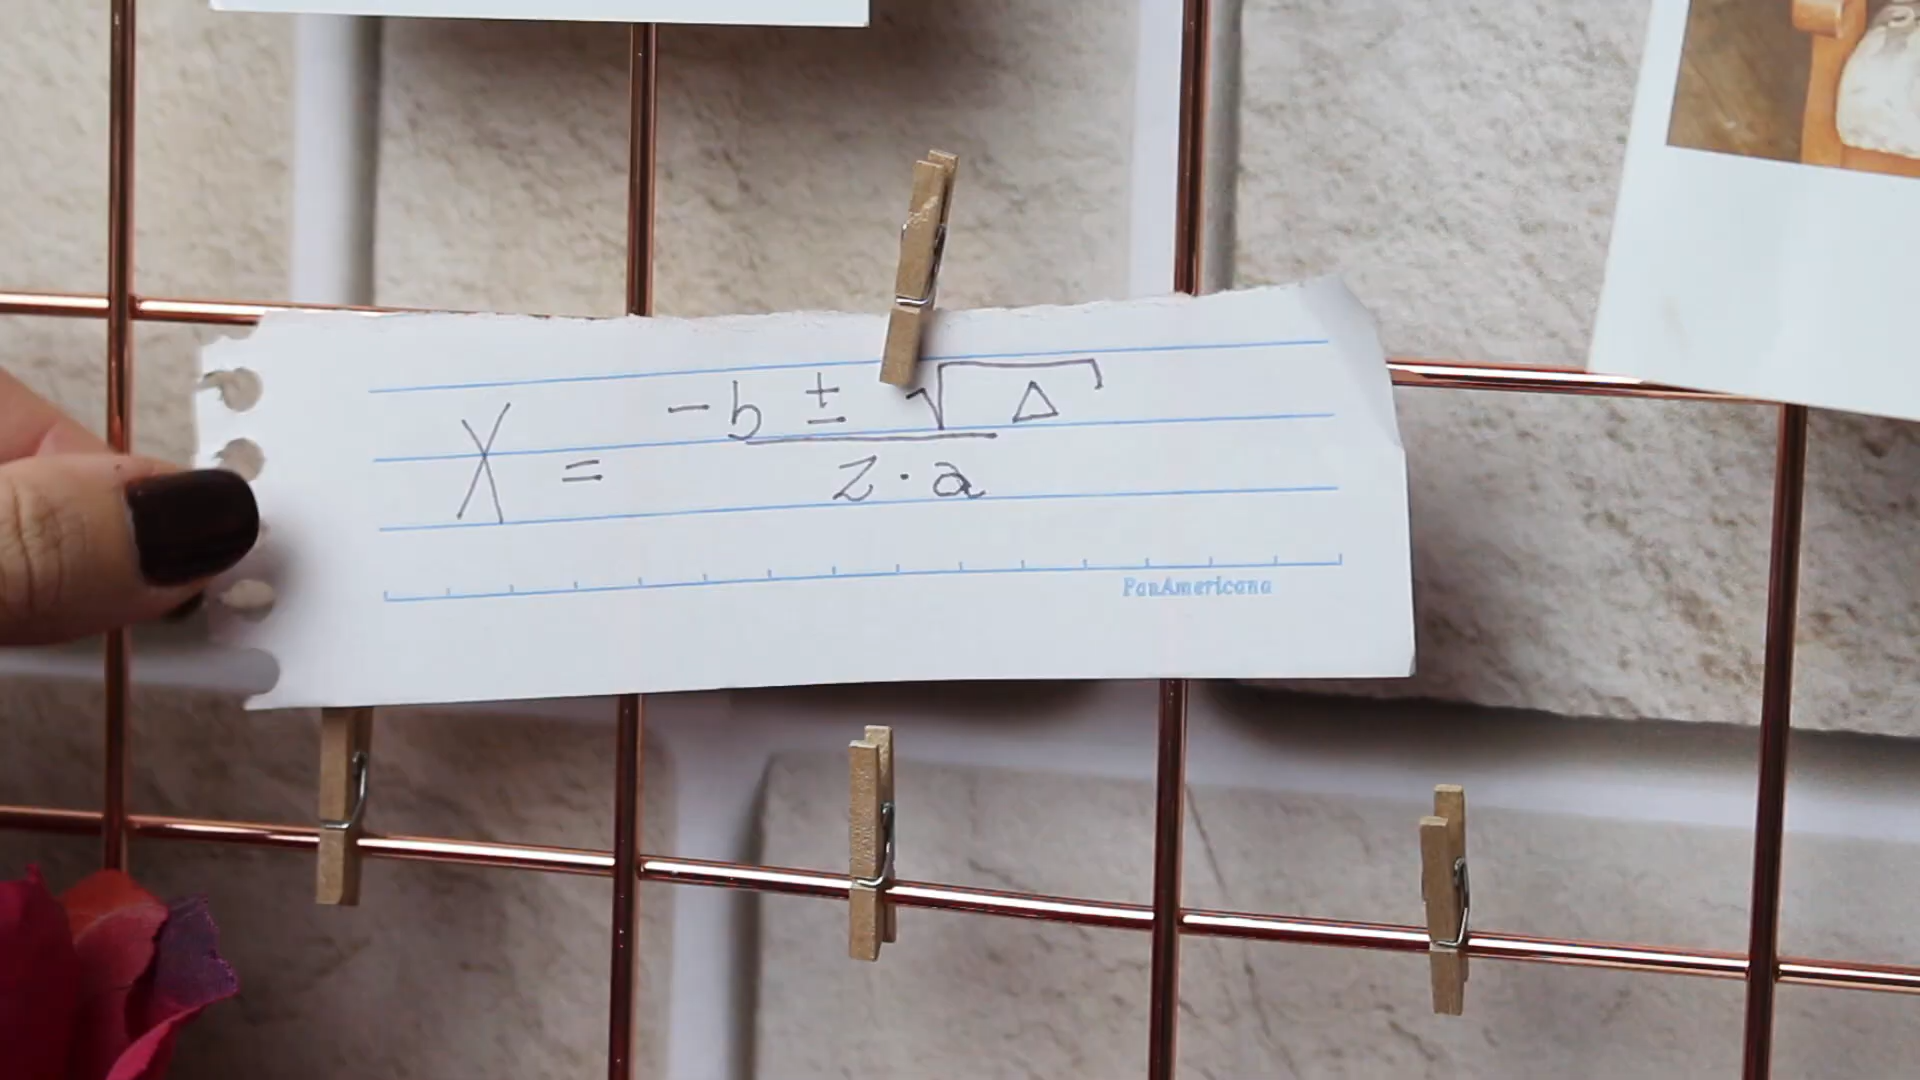 X = -b ± √Δ
2 · a
PanAmericana